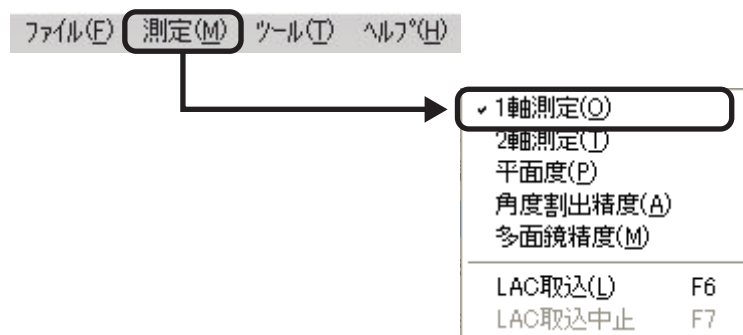 ファイル(F) 測定(M) ツール(T) ヘルプ(H)
✓ 1軸測定(O)
2軸測定(T)
平面度(P)
角度割出精度(A)
多面鏡精度(M)
LAC取込(L) F6
LAC取込中止 F7